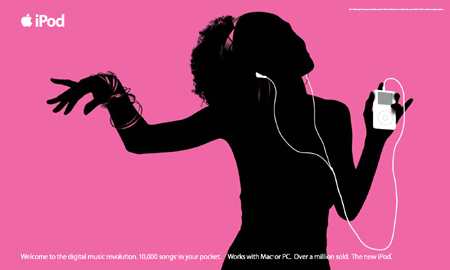 iPod
Welcome to the digital music revolution. 10,000 songs in your pocket. Works with Mac or PC. Over a million sold. The new iPod.